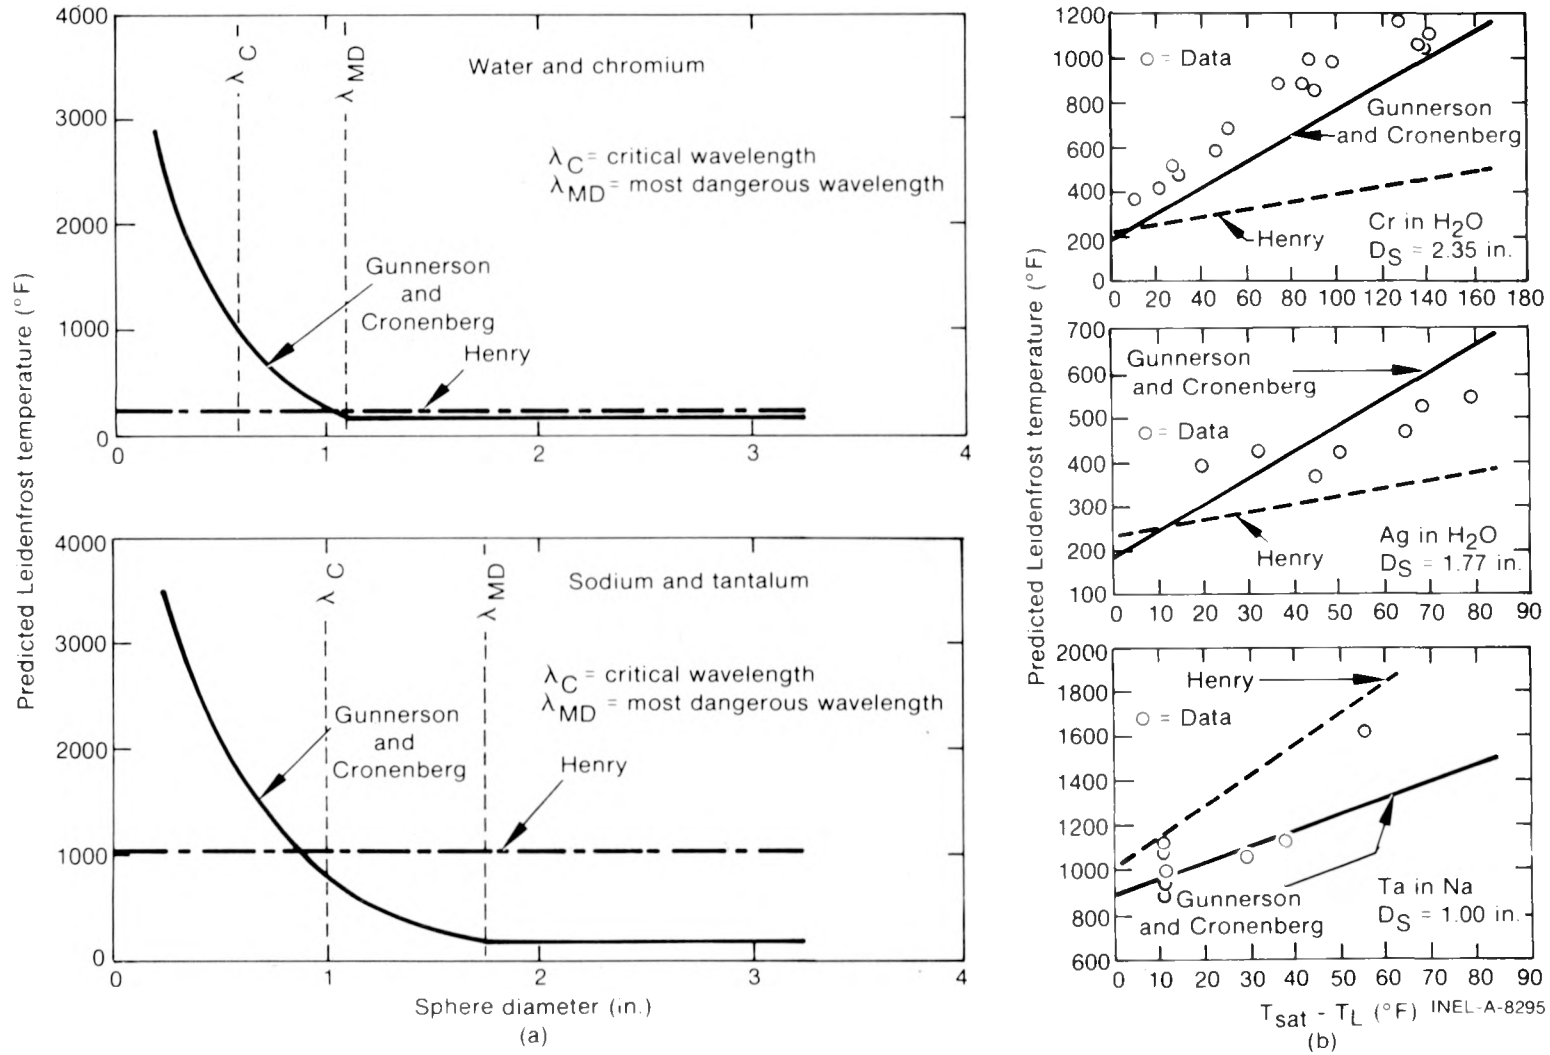 Predicted Leidenfrost temperature (°F)
4000
3000
2000
1000
0
λC
λMD
Water and chromium
λC = critical wavelength
λMD = most dangerous wavelength
Gunnerson
and
Cronenberg
Henry
0 1 2 3 4
4000
3000
2000
1000
0
λC
λMD
Sodium and tantalum
λC = critical wavelength
λMD = most dangerous wavelength
Gunnerson
and
Cronenberg
Henry
0 1 2 3 4
Sphere diameter (in.)
(a)
Predicted Leidenfrost temperature (°F)
1200
1000
800
600
400
200
0
○ = Data
Gunnerson
and Cronenberg
Henry
Cr in H2O
DS = 2.35 in.
0 20 40 60 80 100 120 140 160 180
700
600
500
400
300
200
100
Gunnerson
and Cronenberg
○ = Data
Henry
Ag in H2O
DS = 1.77 in.
0 10 20 30 40 50 60 70 80 90
2000
1800
1600
1400
1200
1000
800
600
Henry
○ = Data
Gunnerson
and Cronenberg
Ta in Na
DS = 1.00 in.
0 10 20 30 40 50 60 70 80 90
Tsat - TL (°F)
INEL-A-8295
(b)